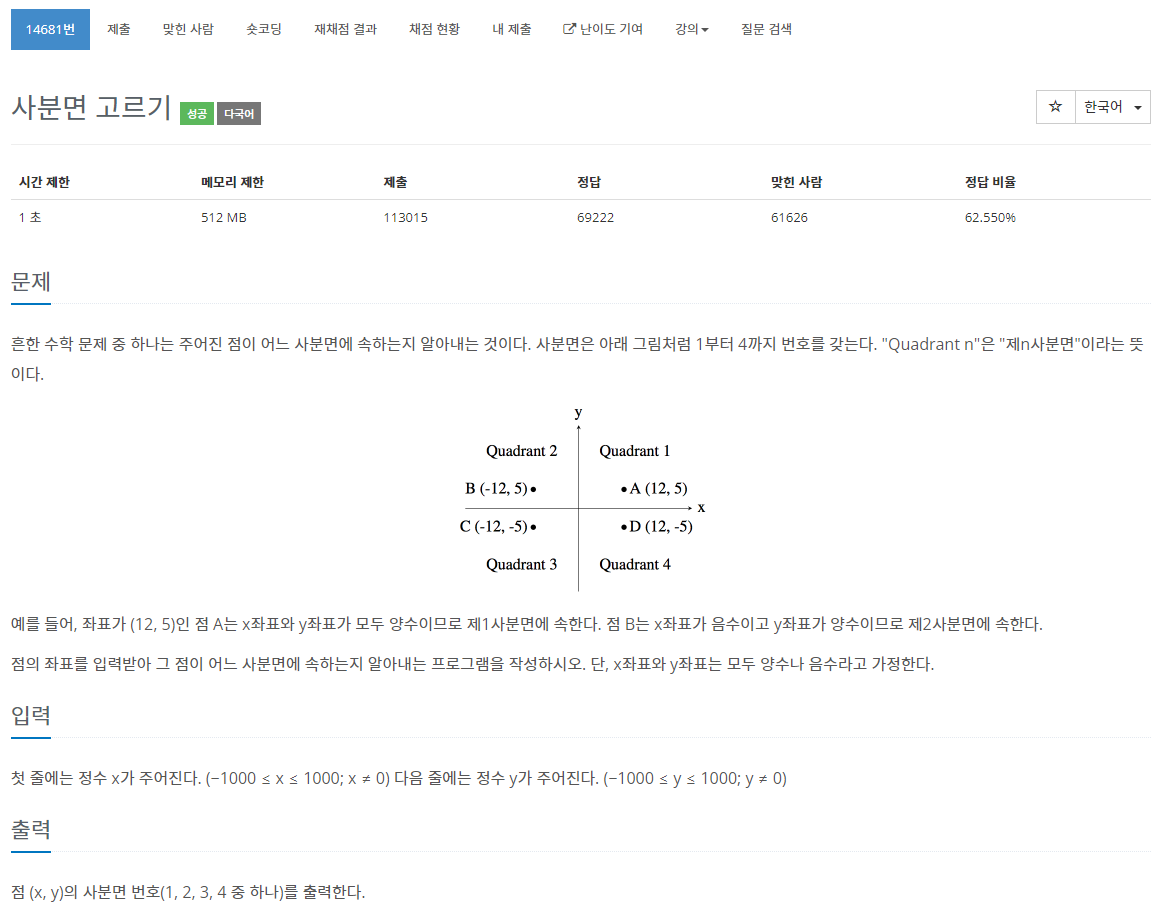 14681번 제출 맞힌 사람 숏코딩 재채점 결과 채점 현황 내 제출 난이도 기여 강의 질문 검색
사분면 고르기 성공 다국어 ☆ 한국어
시간 제한 메모리 제한 제출 정답 맞힌 사람 정답 비율
1 초 512 MB 113015 69222 61626 62.550%
문제
흔한 수학 문제 중 하나는 주어진 점이 어느 사분면에 속하는지 알아내는 것이다. 사분면은 아래 그림처럼 1부터 4까지 번호를 갖는다. "Quadrant n"은 "제n사분면"이라는 뜻
이다.
y
Quadrant 2 Quadrant 1
B (-12, 5) A (12, 5)
x
C (-12, -5) D (12, -5)
Quadrant 3 Quadrant 4
예를 들어, 좌표가 (12, 5)인 점 A는 x좌표와 y좌표가 모두 양수이므로 제1사분면에 속한다. 점 B는 x좌표가 음수이고 y좌표가 양수이므로 제2사분면에 속한다.
점의 좌표를 입력받아 그 점이 어느 사분면에 속하는지 알아내는 프로그램을 작성하시오. 단, x좌표와 y좌표는 모두 양수나 음수라고 가정한다.
입력
첫 줄에는 정수 x가 주어진다. (−1000 ≤ x ≤ 1000; x ≠ 0) 다음 줄에는 정수 y가 주어진다. (−1000 ≤ y ≤ 1000; y ≠ 0)
출력
점 (x, y)의 사분면 번호(1, 2, 3, 4 중 하나)를 출력한다.